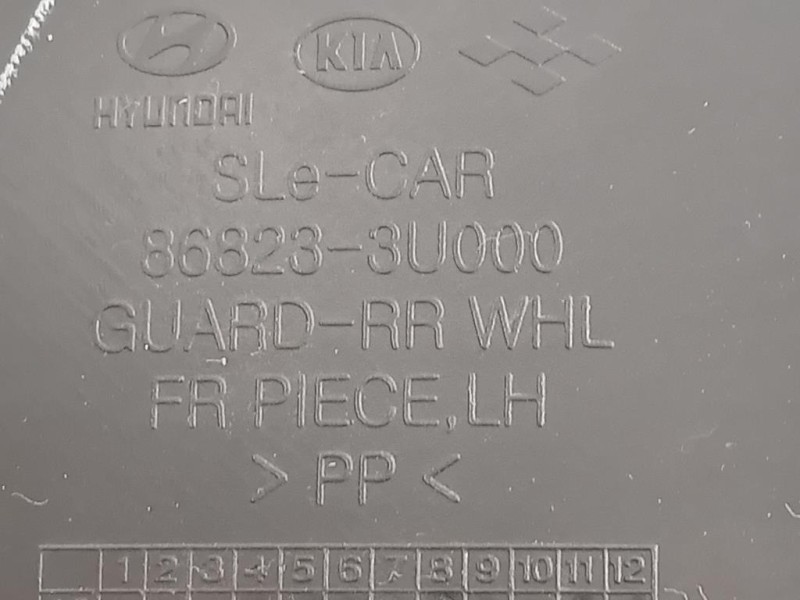 KIA
HYUNDAI
SLe-CAR
86823-3U000
GUARD-RR WHL
FR PIECE,LH
> PP <
1 2 3 4 5 6 7 8 9 10 11 12